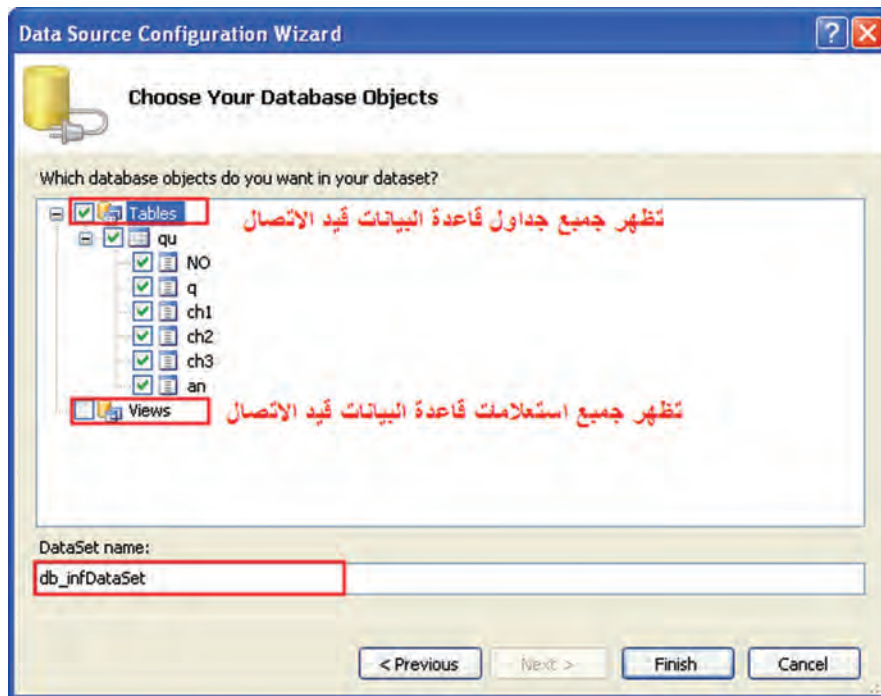 Data Source Configuration Wizard
Choose Your Database Objects
Which database objects do you want in your dataset?
Tables
تظهر جميع جداول قاعدة البيانات قيد الاتصال
qu
NO
q
ch1
ch2
ch3
an
Views
تظهر جميع استعلامات قاعدة البيانات قيد الاتصال
DataSet name:
db_infDataSet
< Previous Next > Finish Cancel